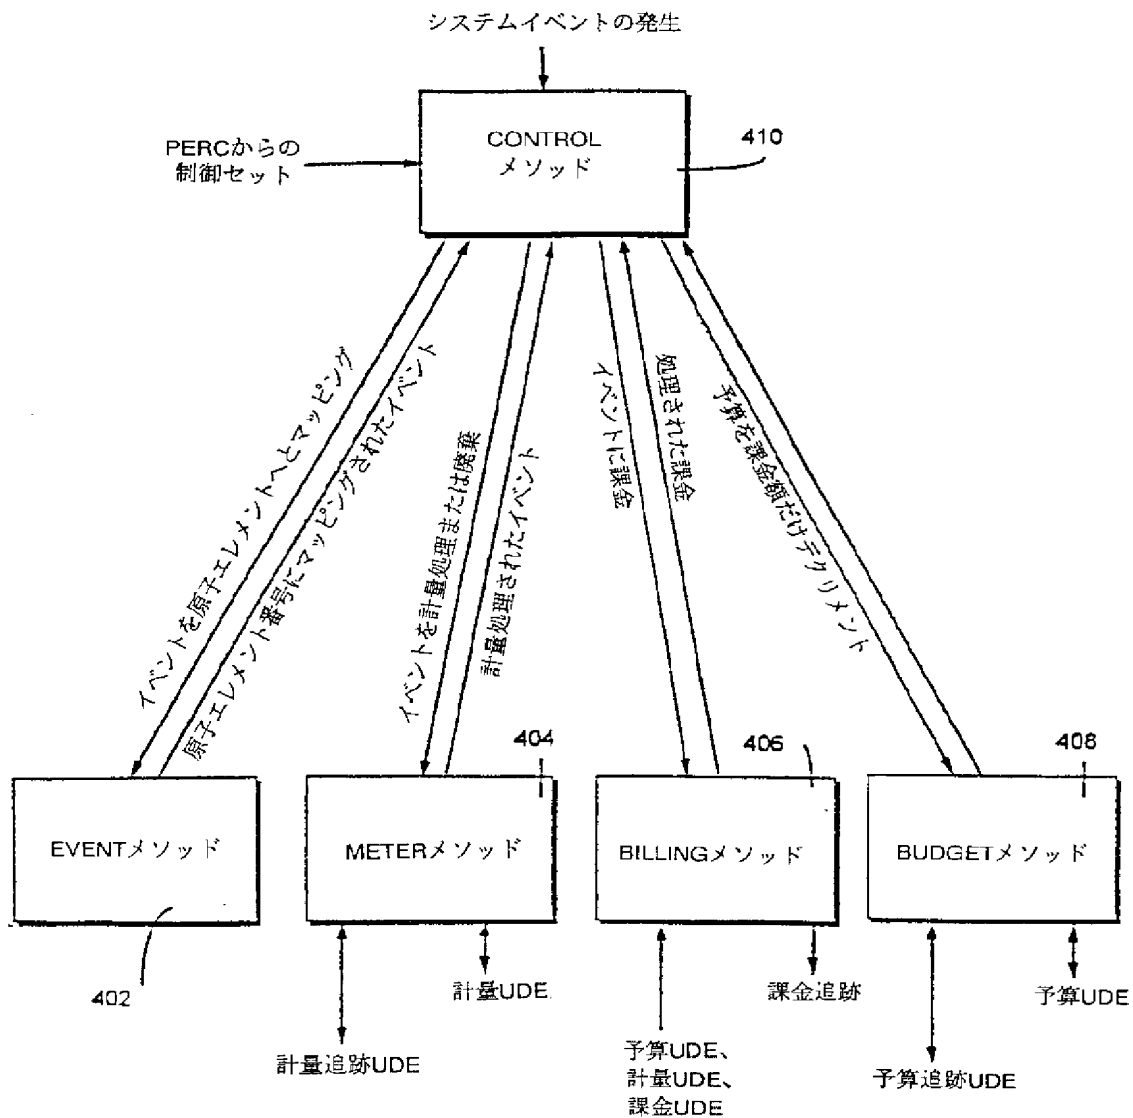 システムイベントの発生
CONTROL
メソッド
410
PERCからの
制御セット
イベントを原子エレメントへとマッピング
原子エレメント番号にマッピングされたイベント
イベントを計量処理または廃棄
計量処理されたイベント
イベントに課金
処理された課金
予算を課金額だけデクリメント
404
406
408
EVENTメソッド
METERメソッド
BILLINGメソッド
BUDGETメソッド
402
計量UDE
課金追跡
予算UDE
計量追跡UDE
予算UDE、
計量UDE、
課金UDE
予算追跡UDE